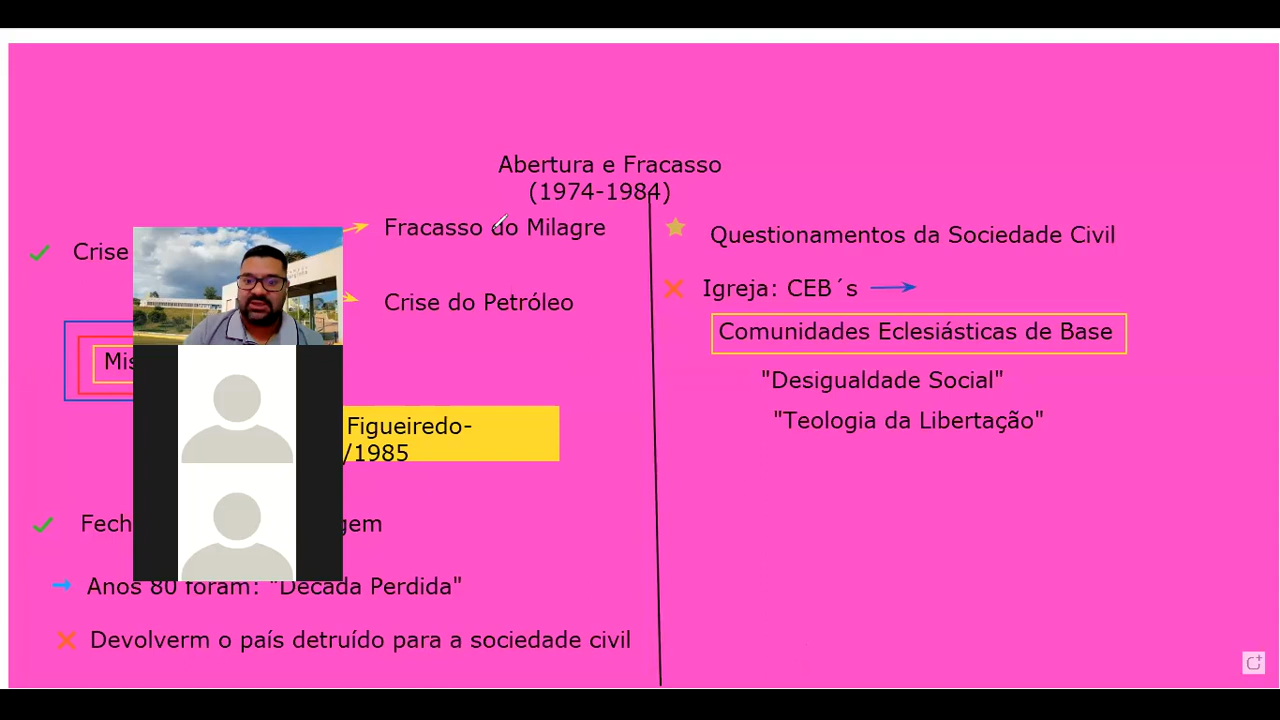 Abertura e Fracasso
(1974-1984)
Crise
Fracasso do Milagre
Crise do Petróleo
Figueiredo-
/1985
Anos 80 foram: "Década Perdida"
Devolverm o país detruído para a sociedade civil
Questionamentos da Sociedade Civil
Igreja: CEB´s
Comunidades Eclesiásticas de Base
"Desigualdade Social"
"Teologia da Libertação"